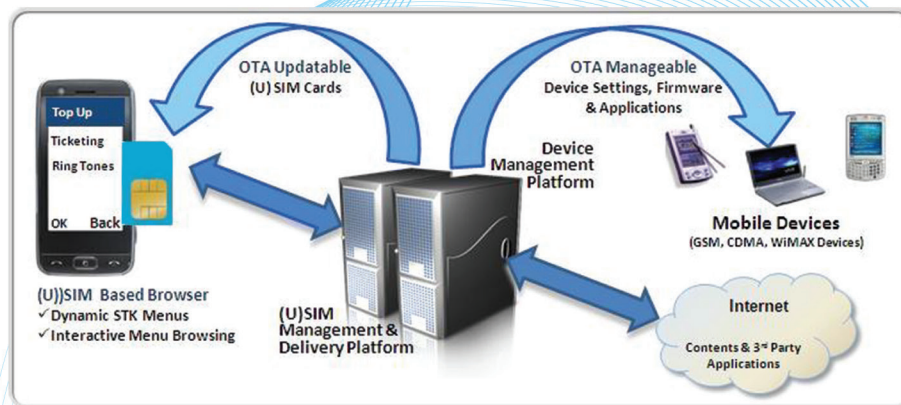 OTA Updatable
(U) SIM Cards
OTA Manageable
Device Settings, Firmware
& Applications
Top Up
Ticketing
Ring Tones
OK Back
Device
Management
Platform
Mobile Devices
(GSM, CDMA, WiMAX Devices)
(U))SIM Based Browser
✓Dynamic STK Menus
✓Interactive Menu Browsing
(U)SIM
Management &
Delivery Platform
Internet
Contents & 3rd Party
Applications